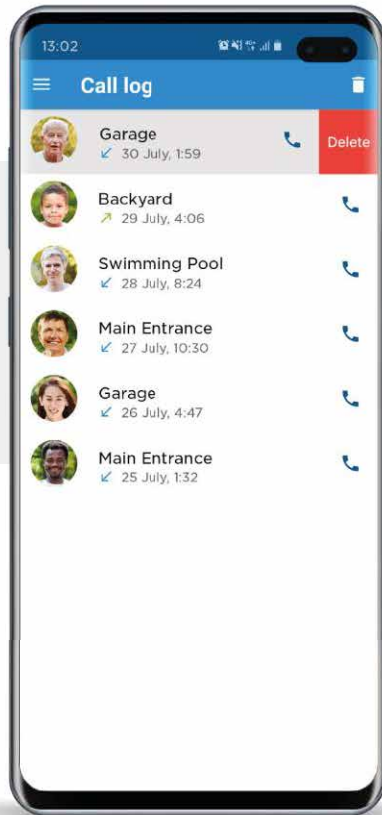 13:02
Call log
Garage
30 July, 1:59
Delete
Backyard
29 July, 4:06
Swimming Pool
28 July, 8:24
Main Entrance
27 July, 10:30
Garage
26 July, 4:47
Main Entrance
25 July, 1:32